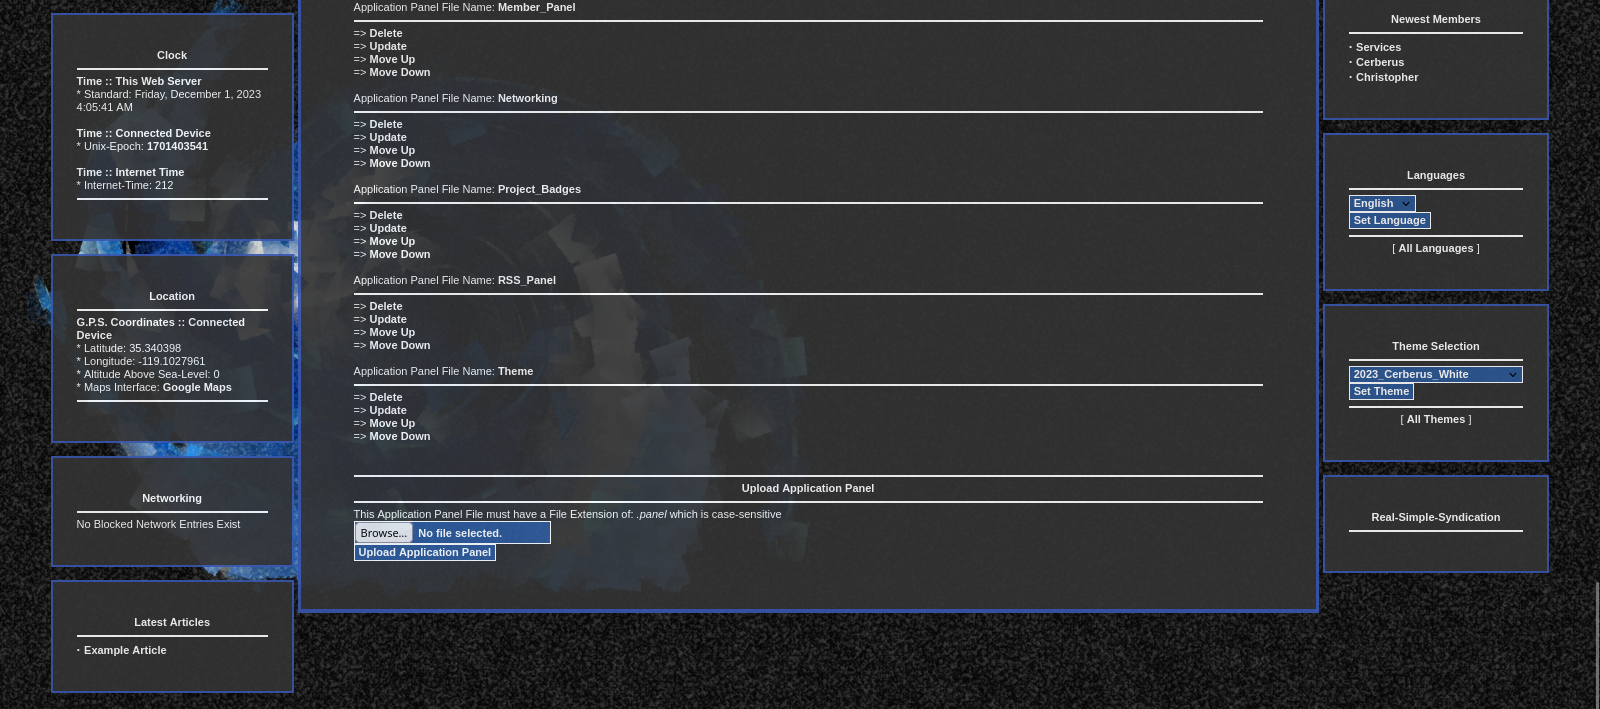 Clock
Time :: This Web Server
* Standard: Friday, December 1, 2023
4:05:41 AM
Time :: Connected Device
* Unix-Epoch: 1701403541
Time :: Internet Time
* Internet-Time: 212
Location
G.P.S. Coordinates :: Connected
Device
* Latitude: 35.340398
* Longitude: -119.1027961
* Altitude Above Sea-Level: 0
* Maps Interface: Google Maps
Networking
No Blocked Network Entries Exist
Latest Articles
· Example Article
Application Panel File Name: Member_Panel
=> Delete
=> Update
=> Move Up
=> Move Down
Application Panel File Name: Networking
=> Delete
=> Update
=> Move Up
=> Move Down
Application Panel File Name: Project_Badges
=> Delete
=> Update
=> Move Up
=> Move Down
Application Panel File Name: RSS_Panel
=> Delete
=> Update
=> Move Up
=> Move Down
Application Panel File Name: Theme
=> Delete
=> Update
=> Move Up
=> Move Down
Upload Application Panel
This Application Panel File must have a File Extension of: .panel which is case-sensitive
Browse... No file selected.
Upload Application Panel
Newest Members
· Services
· Cerberus
· Christopher
Languages
English
Set Language
[ All Languages ]
Theme Selection
2023_Cerberus_White
Set Theme
[ All Themes ]
Real-Simple-Syndication